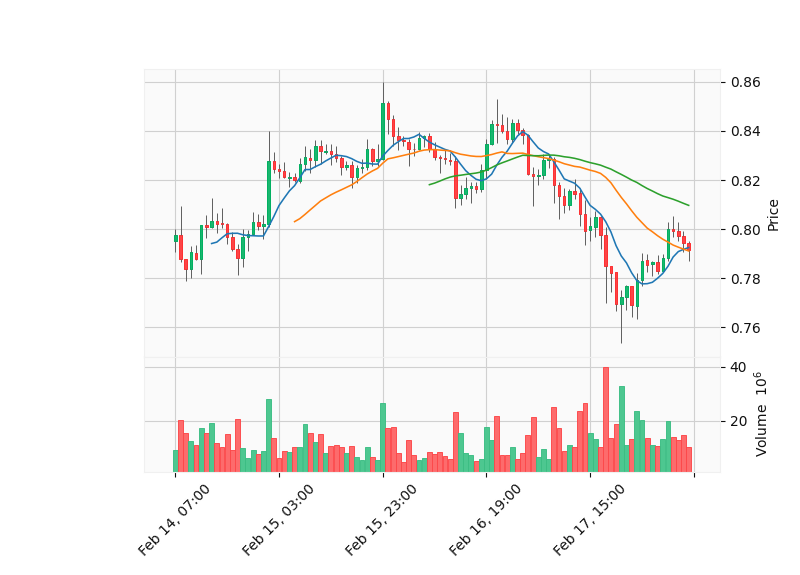 0.86
0.84
0.82
0.80
0.78
0.76
Price
40
20
Volume 10^6
Feb 14, 07:00
Feb 15, 03:00
Feb 15, 23:00
Feb 16, 19:00
Feb 17, 15:00